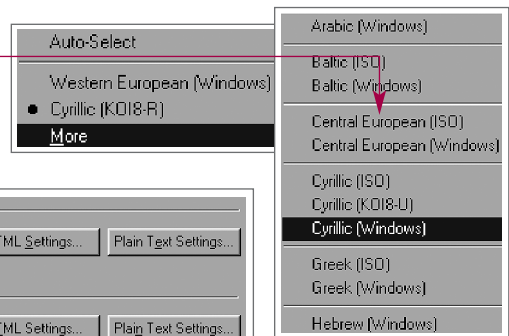 Auto-Select
Western European (Windows)
Cyrillic (KOI8-R)
More
Arabic (Windows)
Baltic (ISO)
Baltic (Windows)
Central European (ISO)
Central European (Windows)
Cyrillic (ISO)
Cyrillic (KOI8-U)
Cyrillic (Windows)
Greek (ISO)
Greek (Windows)
Hebrew (Windows)
TML Settings... Plain Text Settings...
TML Settings... Plain Text Settings...